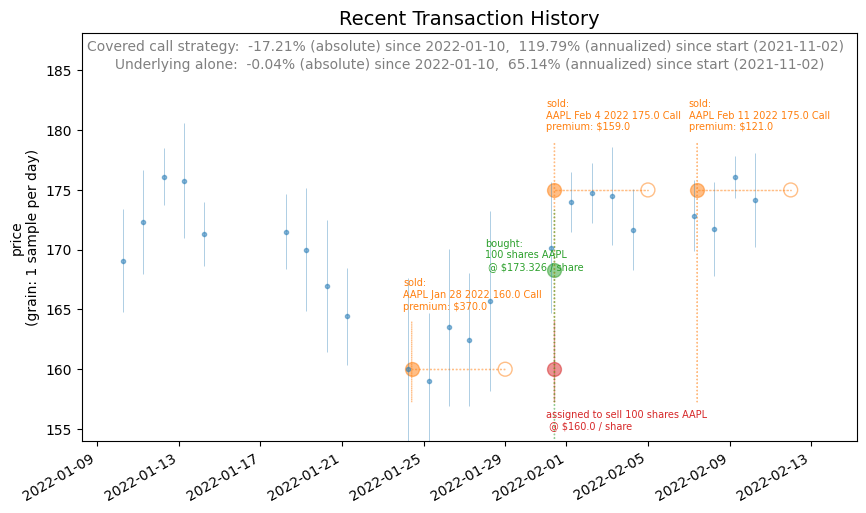 Recent Transaction History
Covered call strategy:  -17.21% (absolute) since 2022-01-10,  119.79% (annualized) since start (2021-11-02)
Underlying alone:  -0.04% (absolute) since 2022-01-10,  65.14% (annualized) since start (2021-11-02)
price
(grain: 1 sample per day)
185
180
175
170
165
160
155
sold:
AAPL Feb 4 2022 175.0 Call
premium: $159.0
sold:
AAPL Feb 11 2022 175.0 Call
premium: $121.0
bought:
100 shares AAPL
@ $173.326 / share
sold:
AAPL Jan 28 2022 160.0 Call
premium: $370.0
assigned to sell 100 shares AAPL
@ $160.0 / share
2022-01-09
2022-01-13
2022-01-17
2022-01-21
2022-01-25
2022-01-29
2022-02-01
2022-02-05
2022-02-09
2022-02-13